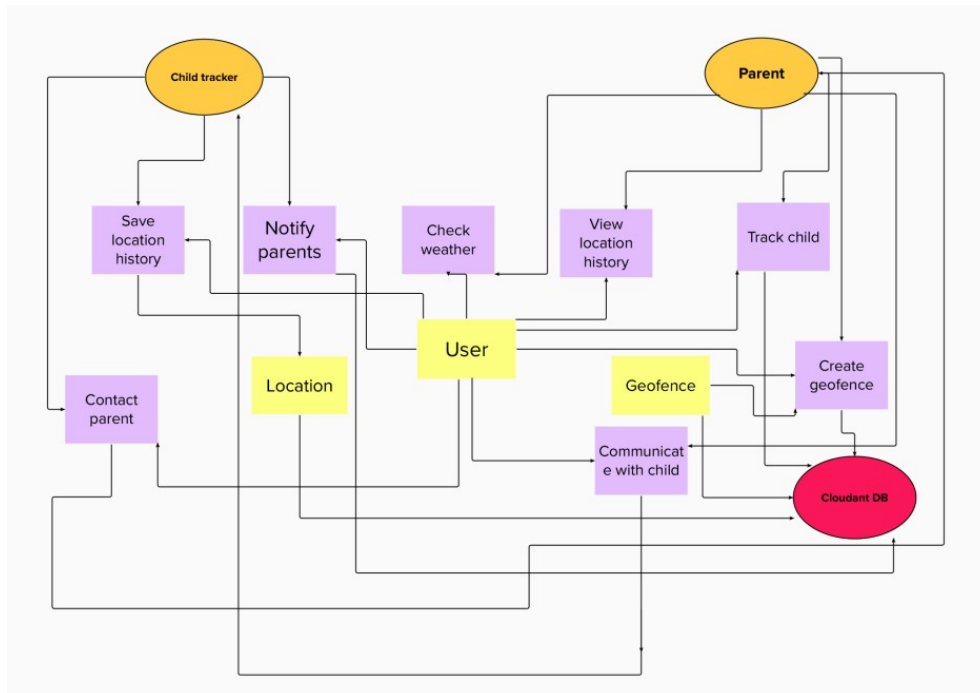 Child tracker
Parent
Save
location
history
Notify
parents
Check
weather
View
location
history
Track child
User
Location
Geofence
Create
geofence
Contact
parent
Communicat
e with child
Cloudant DB